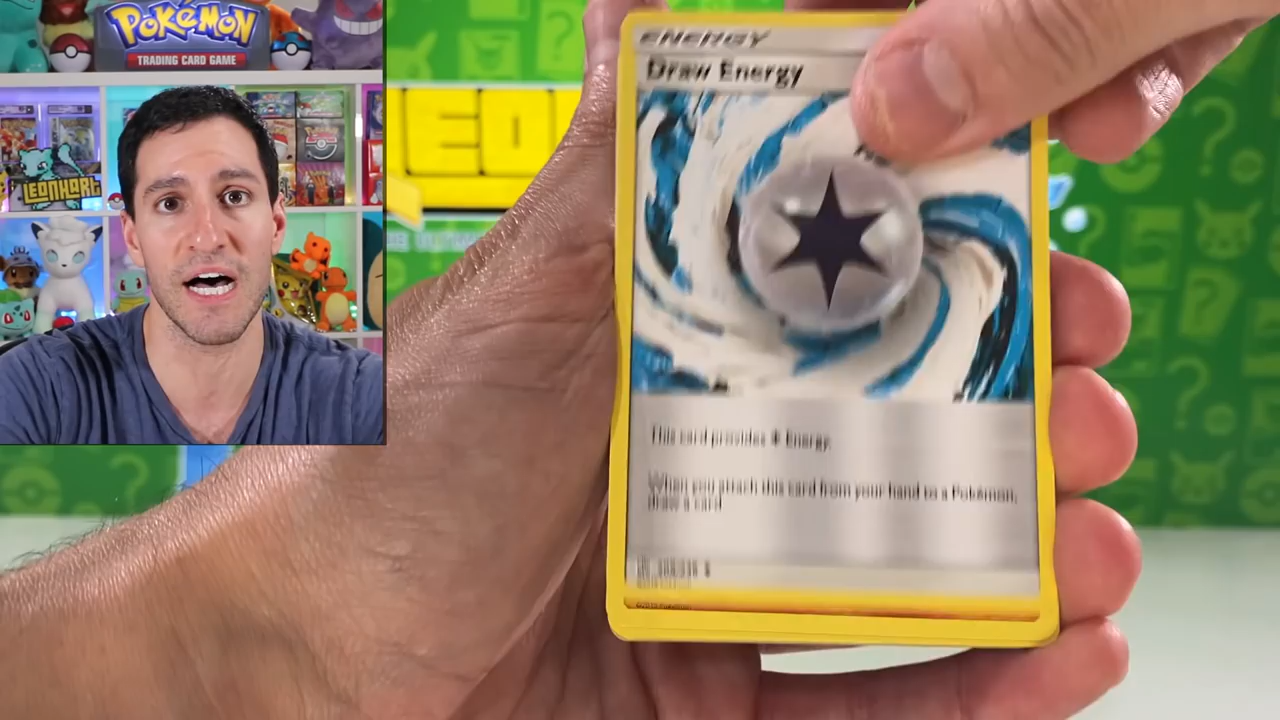 POKéMON
TRADING CARD GAME
LEONHART
ENERGY
Draw Energy
This card provides Energy.
When you attach this card from your hand to a Pokémon,
draw a card